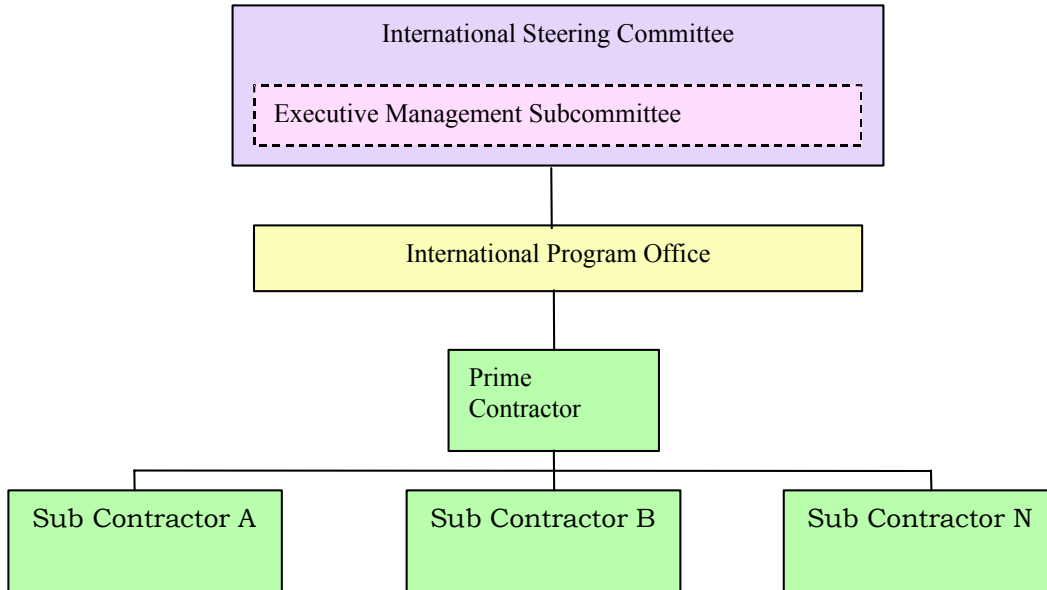 International Steering Committee
Executive Management Subcommittee
International Program Office
Prime
Contractor
Sub Contractor A
Sub Contractor B
Sub Contractor N